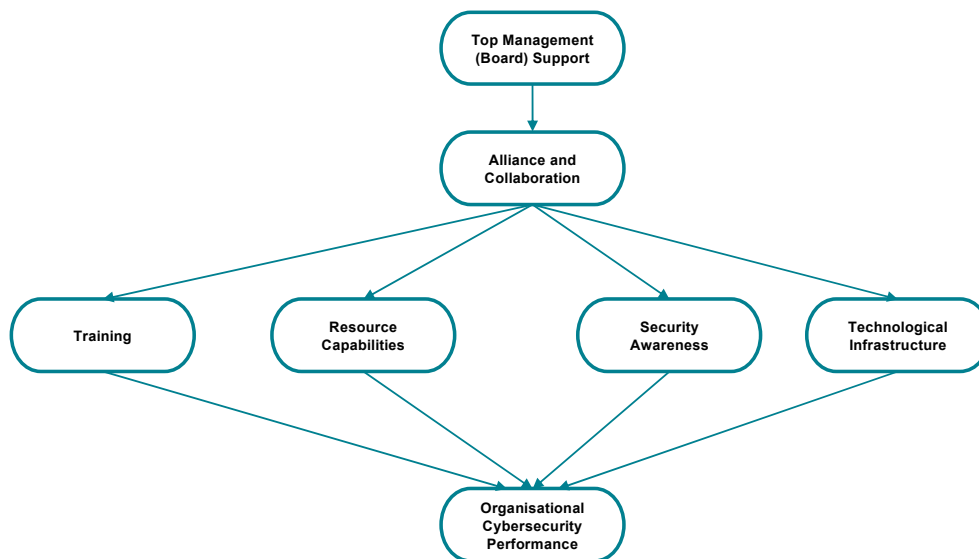 Top Management
(Board) Support
Alliance and
Collaboration
Training
Resource
Capabilities
Security
Awareness
Technological
Infrastructure
Organisational
Cybersecurity
Performance